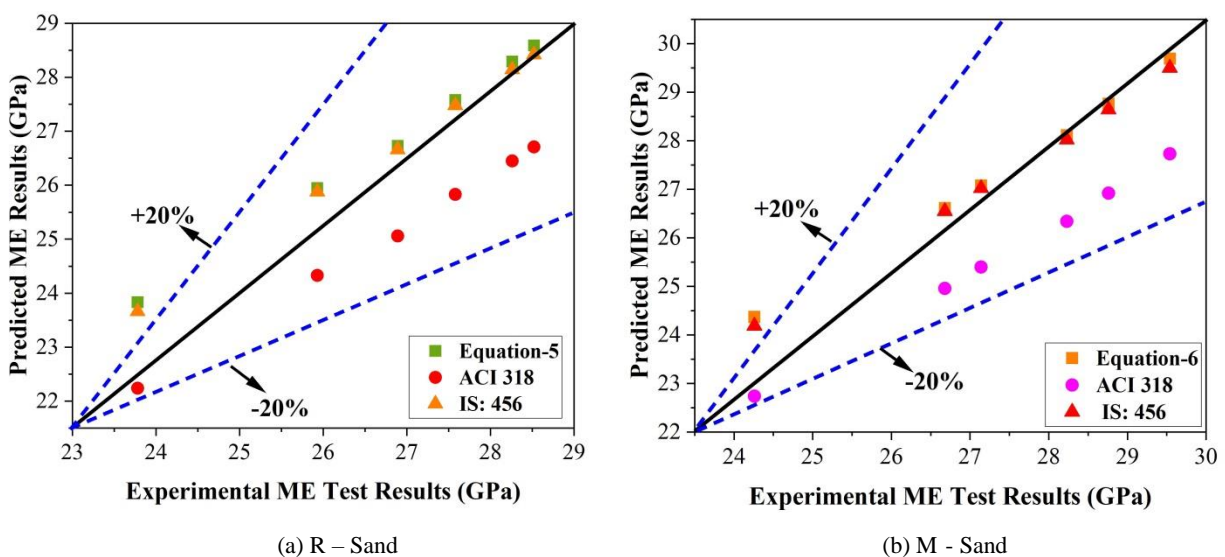 29
28
27
26
25
24
23
22
23 24 25 26 27 28 29
Predicted ME Results (GPa)
Experimental ME Test Results (GPa)
+20%
-20%
Equation-5
ACI 318
IS: 456
(a) R – Sand
30
29
28
27
26
25
24
23
22
24 25 26 27 28 29 30
Predicted ME Results (GPa)
Experimental ME Test Results (GPa)
+20%
-20%
Equation-6
ACI 318
IS: 456
(b) M - Sand